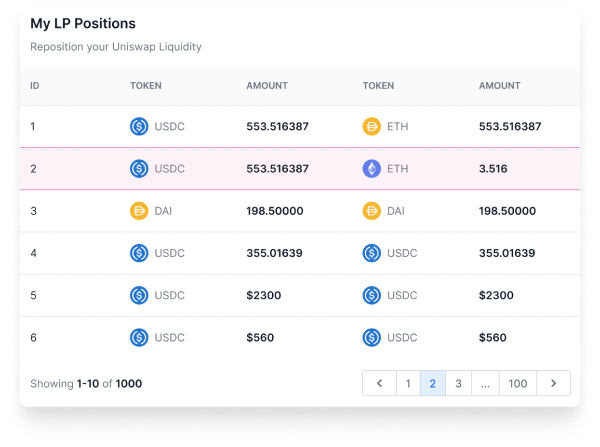 My LP Positions
Reposition your Uniswap Liquidity
ID TOKEN AMOUNT TOKEN AMOUNT
1 USDC 553.516387 ETH 553.516387
2 USDC 553.516387 ETH 3.516
3 DAI 198.50000 DAI 198.50000
4 USDC 355.01639 USDC 355.01639
5 USDC $2300 USDC $2300
6 USDC $560 USDC $560
Showing 1-10 of 1000 1 2 3 ... 100